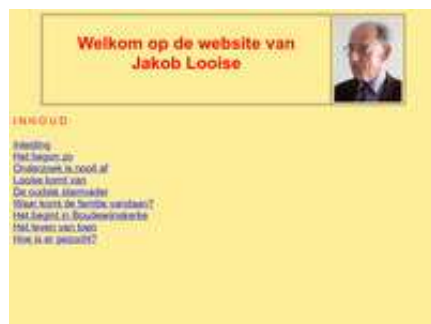 Welkom op de website van
Jakob Looise
INHOUD
Inleiding
Het begon zo
Onderzoek is nooit af
Looise komt van
De oudste stamvader
Waar komt de familie vandaan?
Het begint in Boudewijnskerke
Het leven van toen
Hoe is er gezocht?